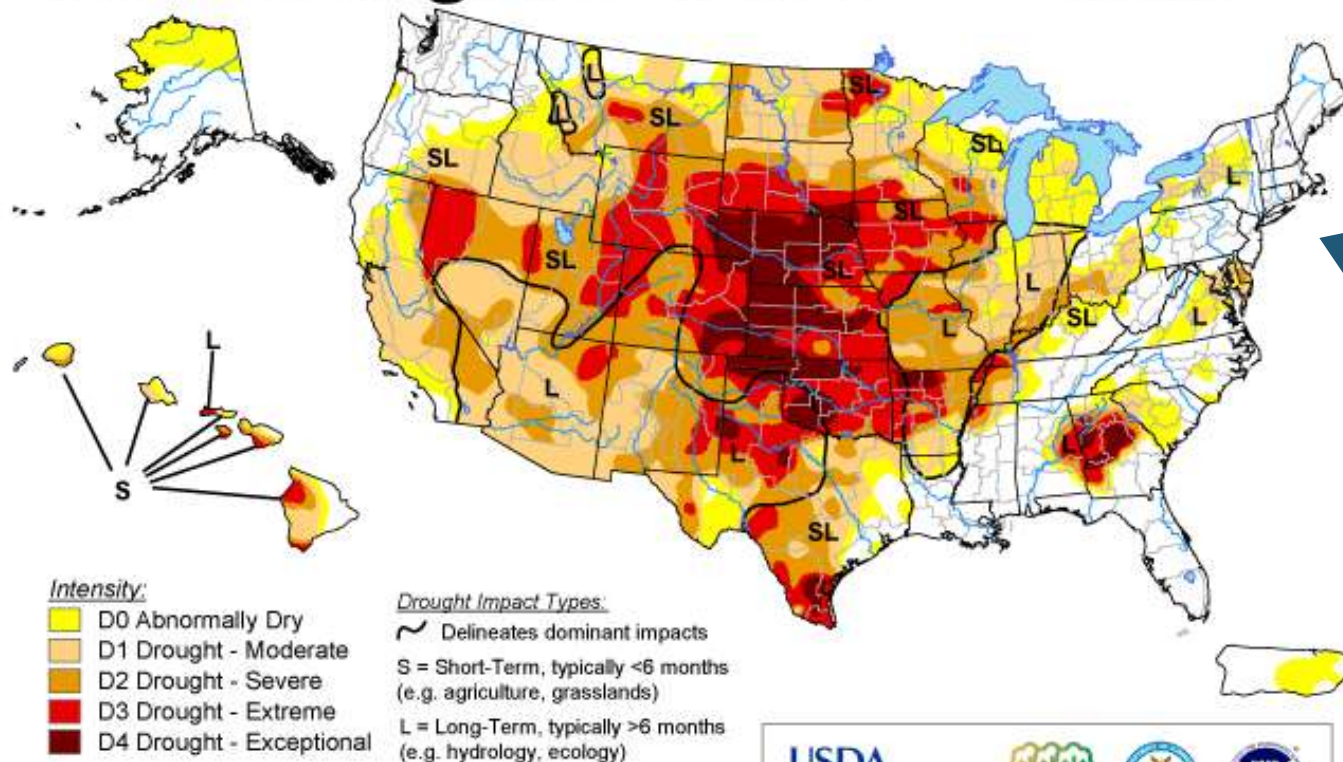 L
L
SL
SL
SL
SL
L
SL
SL
SL
L
SL
L
L
L
L
L
SL
L
S
Intensity:
D0 Abnormally Dry
D1 Drought - Moderate
D2 Drought - Severe
D3 Drought - Extreme
D4 Drought - Exceptional
Drought Impact Types:
Delineates dominant impacts
S = Short-Term, typically <6 months
(e.g. agriculture, grasslands)
L = Long-Term, typically >6 months
(e.g. hydrology, ecology)
USDA